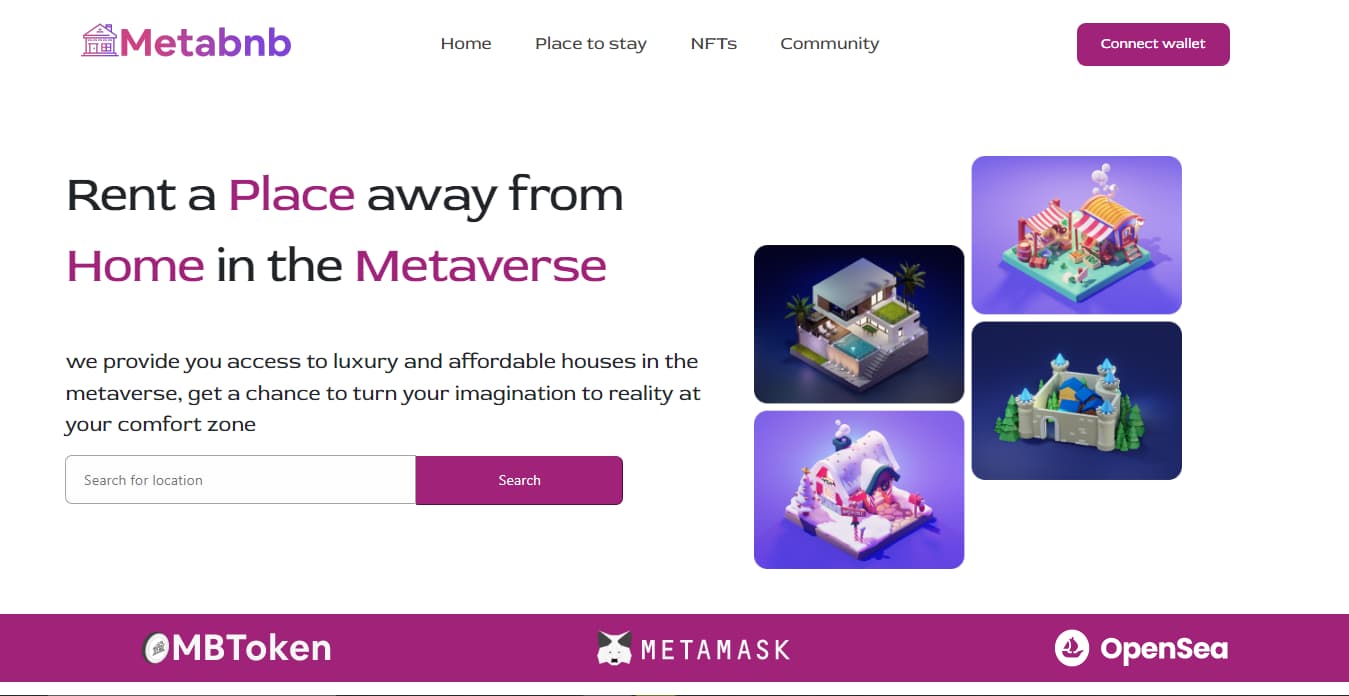 Metabnb
Home
Place to stay
NFTs
Community
Connect wallet
Rent a Place away from
Home in the Metaverse
we provide you access to luxury and affordable houses in the
metaverse, get a chance to turn your imagination to reality at
your comfort zone
Search for location
Search
MBToken
METAMASK
OpenSea